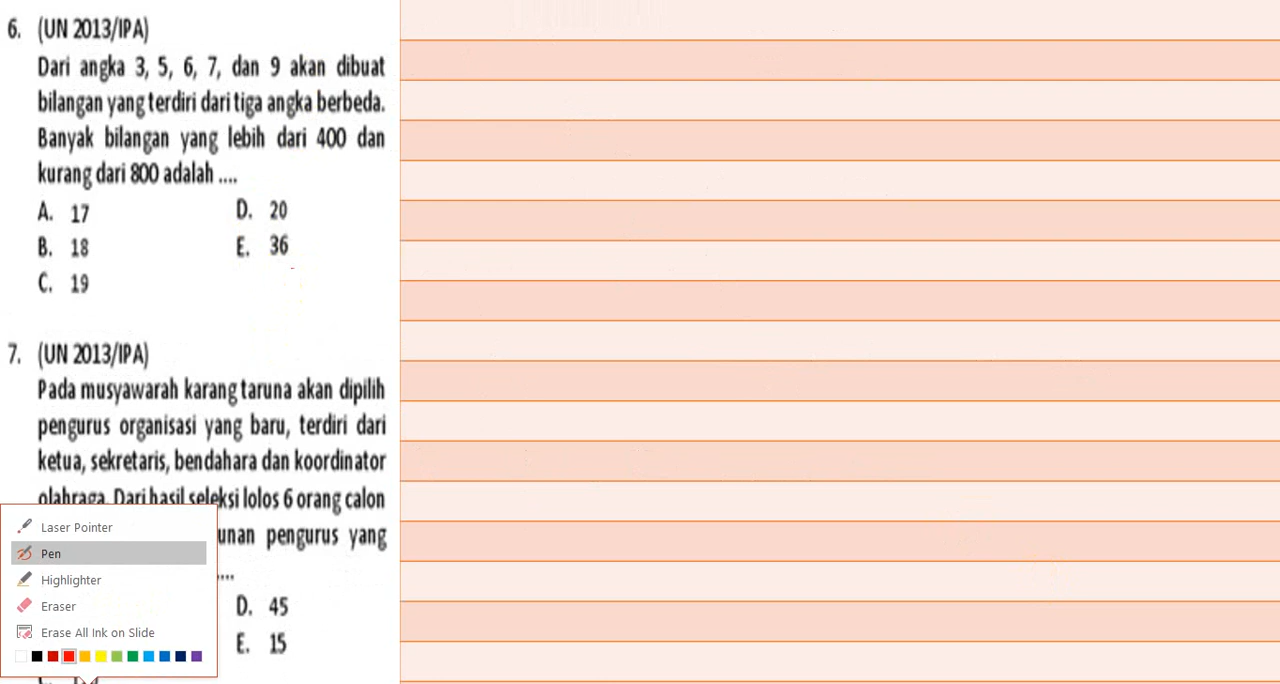 6. (UN 2013/IPA)
Dari angka 3, 5, 6, 7, dan 9 akan dibuat
bilangan yang terdiri dari tiga angka berbeda.
Banyak bilangan yang lebih dari 400 dan
kurang dari 800 adalah ....
A. 17 D. 20
B. 18 E. 36
C. 19
7. (UN 2013/IPA)
Pada musyawarah karang taruna akan dipilih
pengurus organisasi yang baru, terdiri dari
ketua, sekretaris, bendahara dan koordinator
olahraga. Dari hasil seleksi lolos 6 orang calon
unan pengurus yang
....
D. 45
E. 15
Laser Pointer
Pen
Highlighter
Eraser
Erase All Ink on Slide